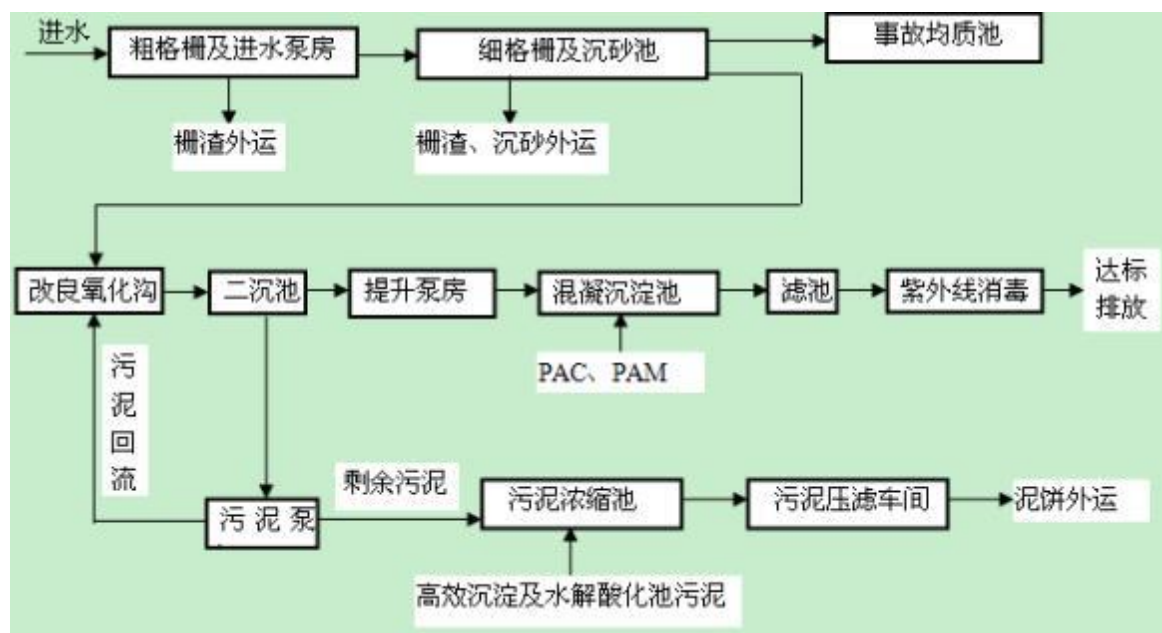 进水
粗格栅及进水泵房
细格栅及沉砂池
事故均质池
栅渣外运
栅渣、沉砂外运
改良氧化沟
二沉池
提升泵房
混凝沉淀池
滤池
紫外线消毒
达标
排放
PAC、PAM
污
泥
回
流
剩余污泥
污泥泵
污泥浓缩池
污泥压滤车间
泥饼外运
高效沉淀及水解酸化池污泥